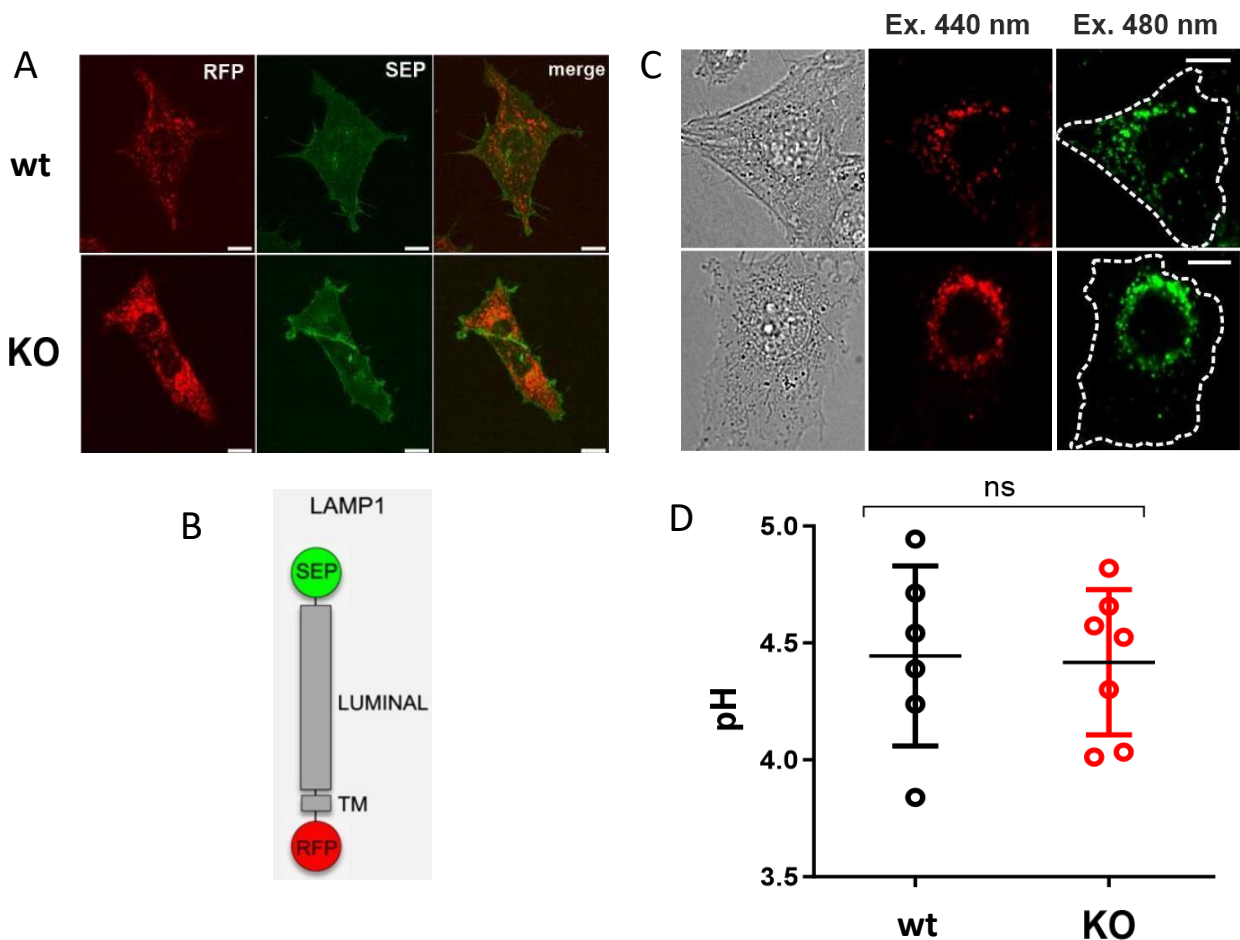 A
RFP
SEP
merge
wt
KO
B
LAMP1
SEP
LUMINAL
TM
RFP
C
Ex. 440 nm
Ex. 480 nm
D
ns
pH
5.0
4.5
4.0
3.5
wt
KO